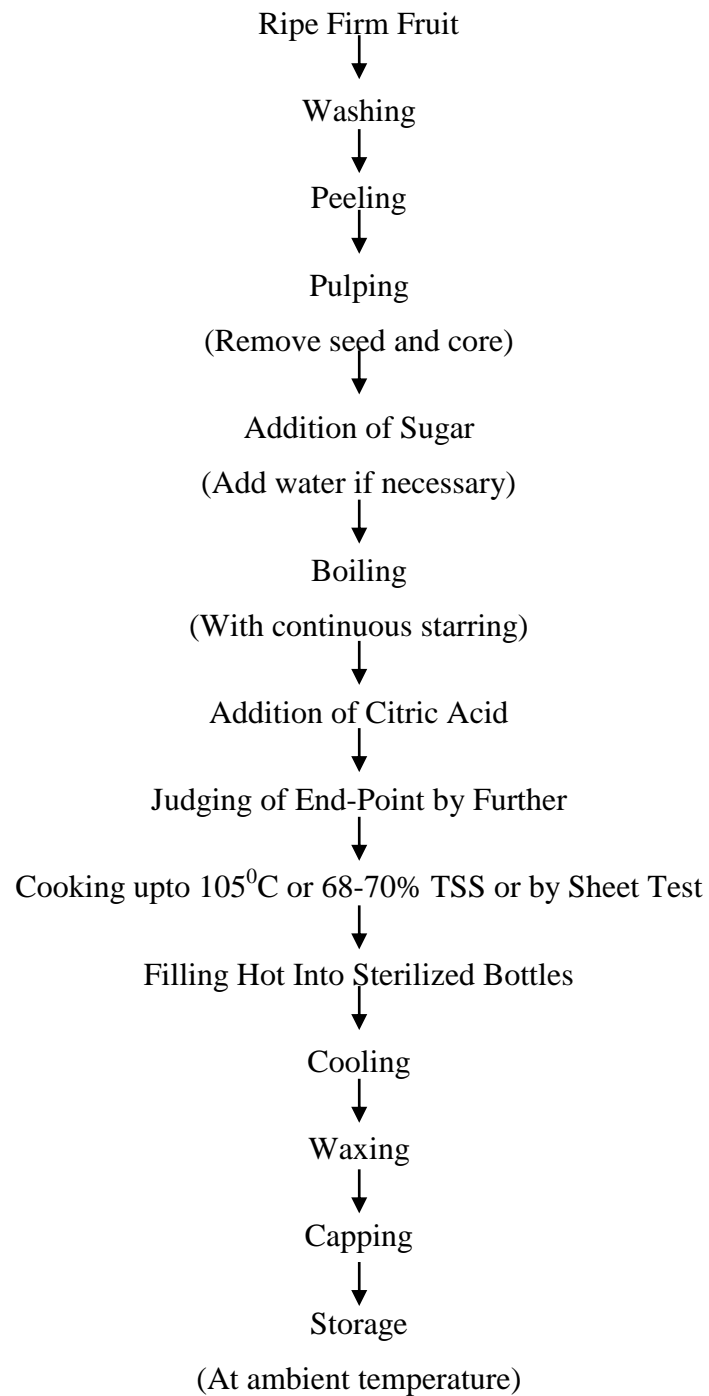 Ripe Firm Fruit
Washing
Peeling
Pulping
(Remove seed and core)
Addition of Sugar
(Add water if necessary)
Boiling
(With continuous starring)
Addition of Citric Acid
Judging of End-Point by Further
Cooking upto 105⁰C or 68-70% TSS or by Sheet Test
Filling Hot Into Sterilized Bottles
Cooling
Waxing
Capping
Storage
(At ambient temperature)